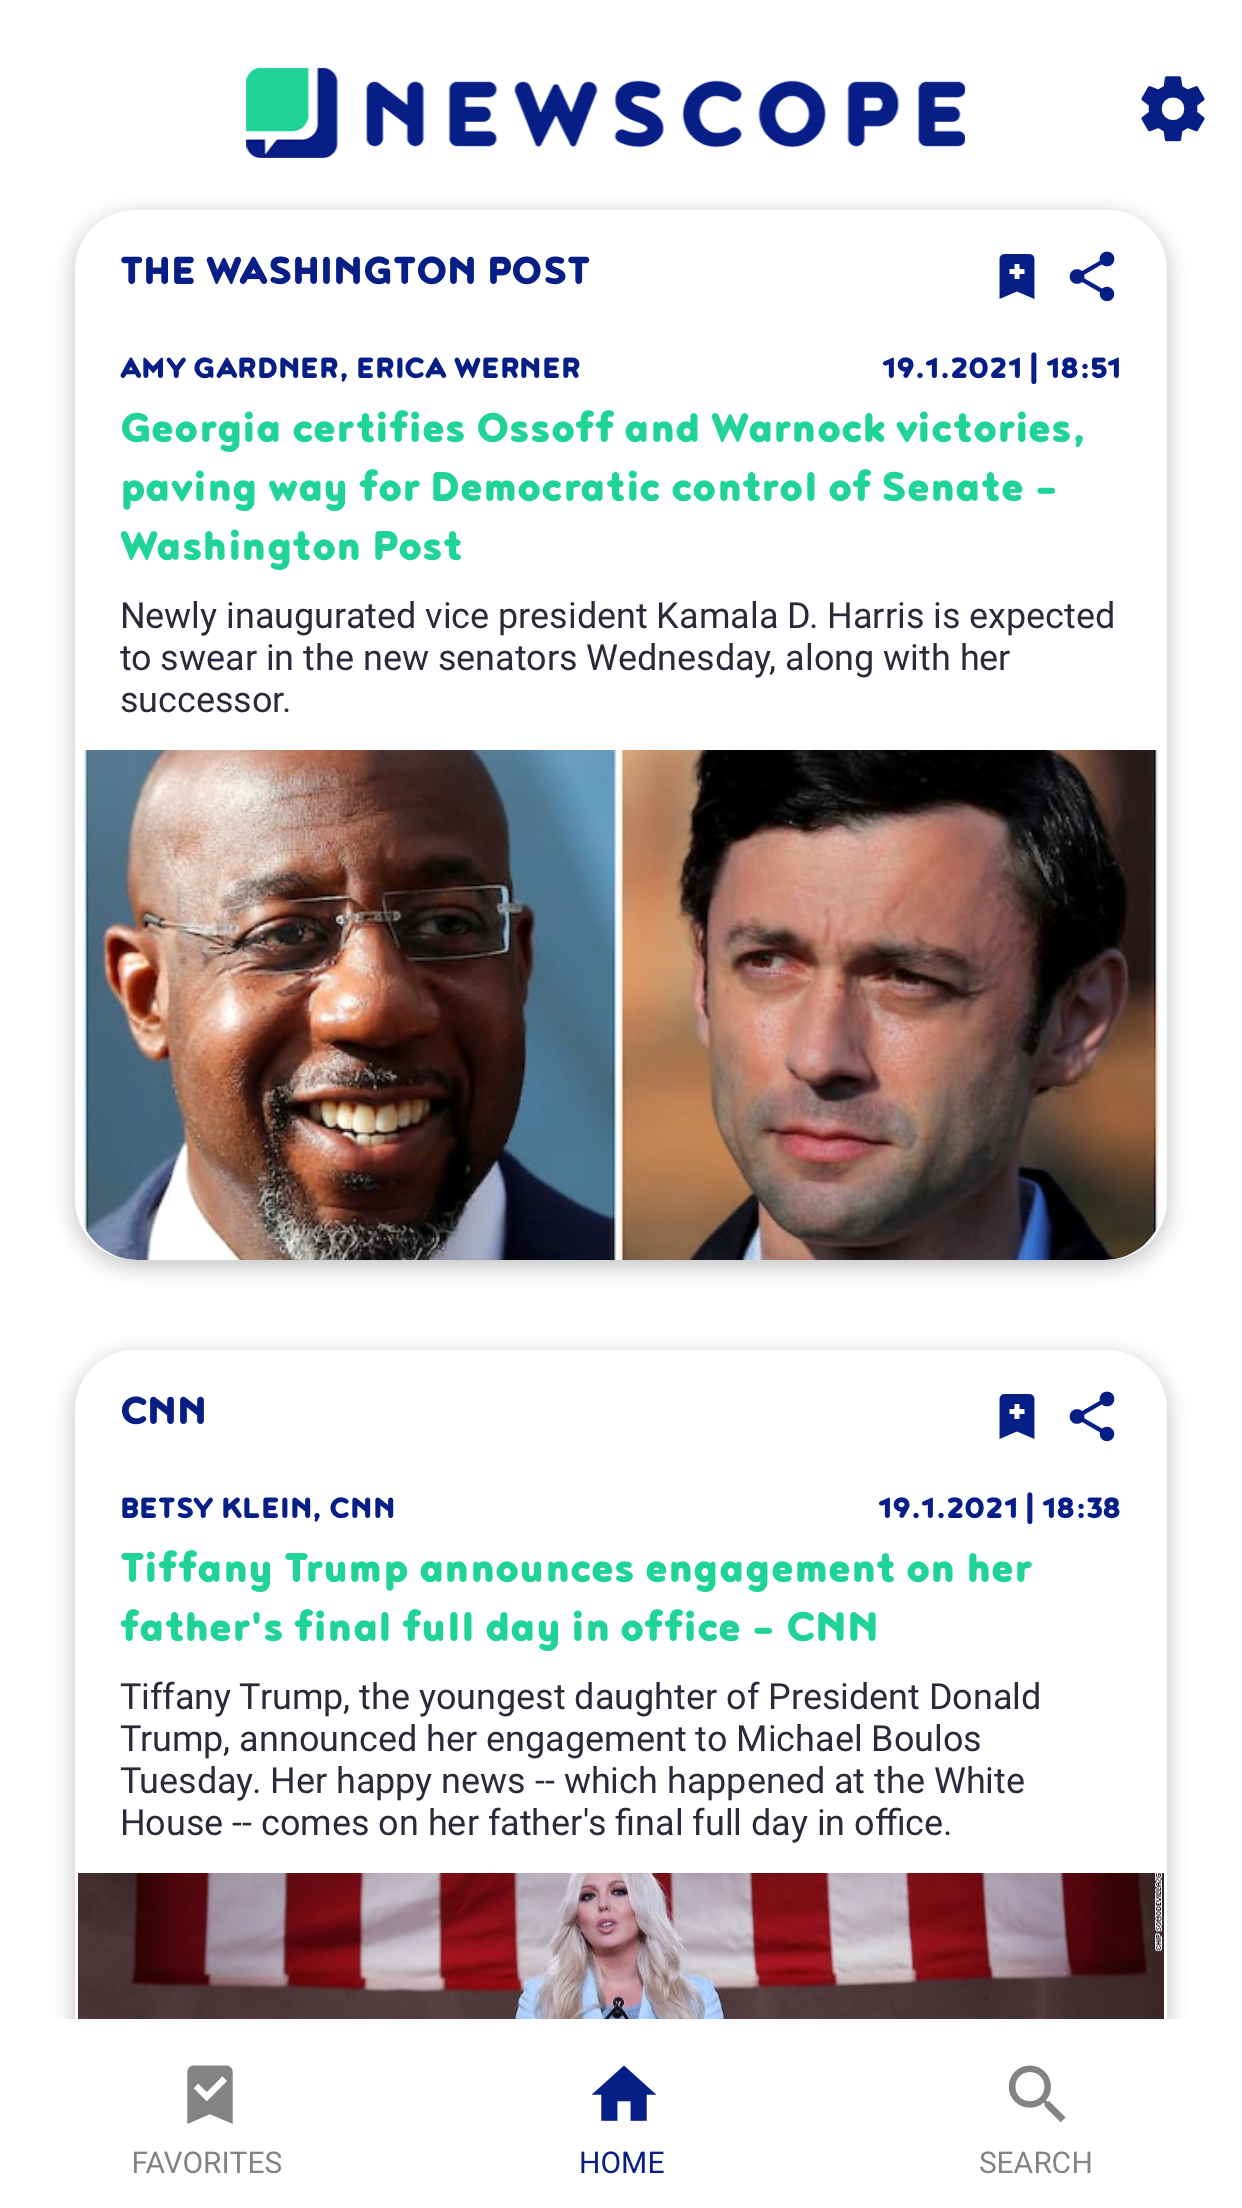 NEWSCOPE
THE WASHINGTON POST
AMY GARDNER, ERICA WERNER
19.1.2021 | 18:51
Georgia certifies Ossoff and Warnock victories,
paving way for Democratic control of Senate -
Washington Post
Newly inaugurated vice president Kamala D. Harris is expected
to swear in the new senators Wednesday, along with her
successor.
CNN
BETSY KLEIN, CNN
19.1.2021 | 18:38
Tiffany Trump announces engagement on her
father's final full day in office - CNN
Tiffany Trump, the youngest daughter of President Donald
Trump, announced her engagement to Michael Boulos
Tuesday. Her happy news -- which happened at the White
House -- comes on her father's final full day in office.
CHIP
FAVORITES
HOME
SEARCH